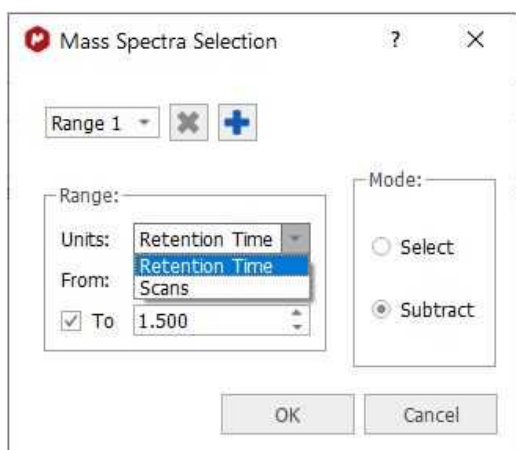 Mass Spectra Selection
?
Range 1
Range:
Units: Retention Time
Retention Time
From:
Scans
To 1.500
Mode:
Select
Subtract
OK Cancel